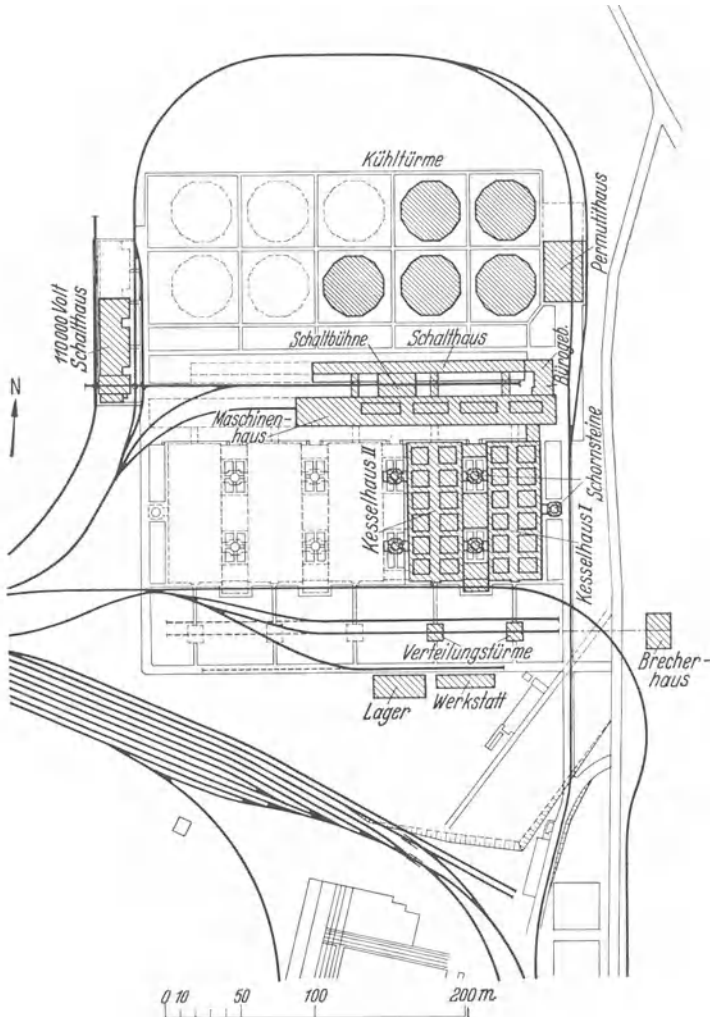 Kühltürme
Permutithaus
110000 Volt
Schalthaus
Schaltbühne
Schalthaus
Bürogeb.
N
Maschinen-
haus
Kesselhaus II
Schornsteine
Kesselhaus I
Verteilungstürme
Brecher-
haus
Lager
Werkstatt
0 10 50 100 200 m